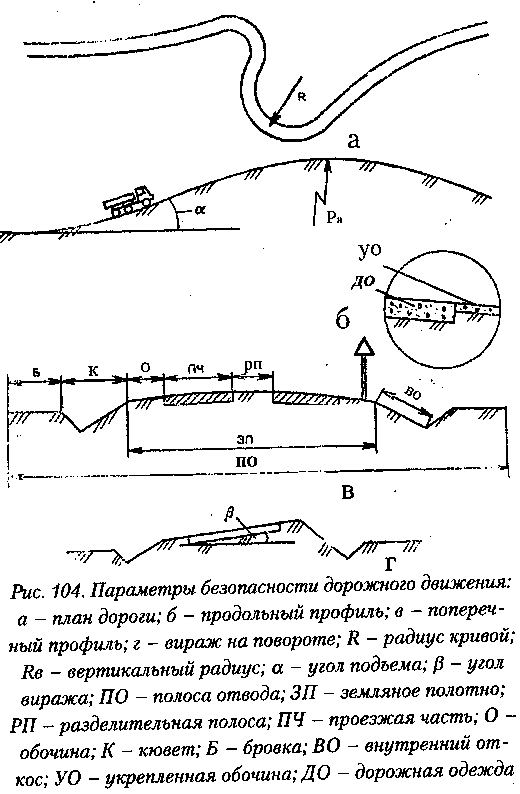 R
а
α
Rв
УО
ДО
б
Б
К
О
ПЧ
РП
ВО
ЗП
ПО
в
β
г
Рис. 104. Параметры безопасности дорожного движения:
а – план дороги; б – продольный профиль; в – попереч-
ный профиль; г – вираж на повороте; R – радиус кривой;
Rв – вертикальный радиус; α – угол подъема; β – угол
виража; ПО – полоса отвода; ЗП – земляное полотно;
РП – разделительная полоса; ПЧ – проезжая часть; О –
обочина; К – кювет; Б – бровка; ВО – внутренний от-
кос; УО – укрепленная обочина; ДО – дорожная одежда